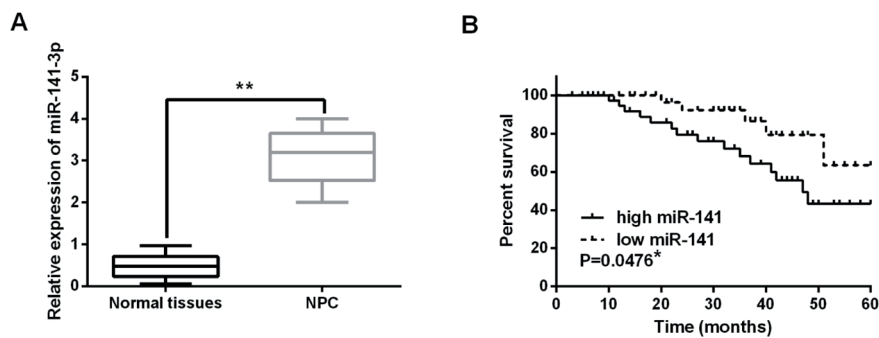 A
Relative expression of miR-141-3p
5
4
3
2
1
0
**
Normal tissues
NPC
B
Percent survival
100
80
60
40
20
0
high miR-141
low miR-141
P=0.0476*
0
10
20
30
40
50
60
Time (months)